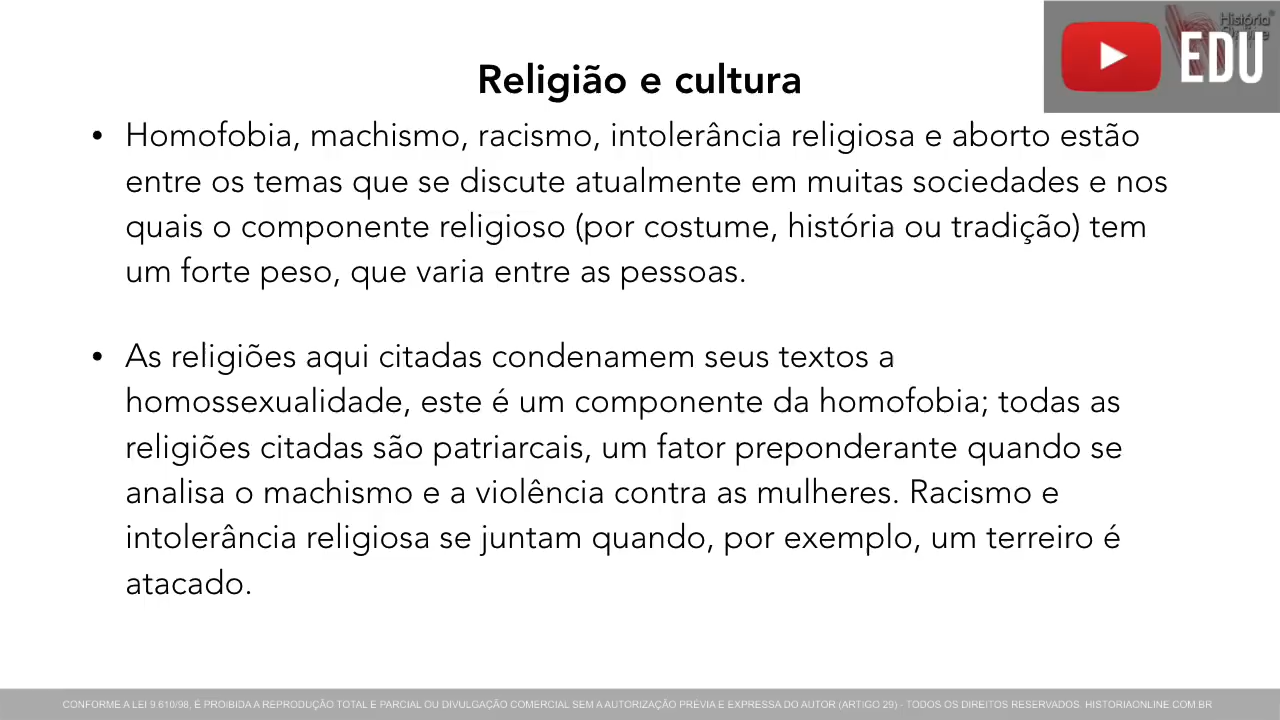 História
Online
EDU
Religião e cultura
• Homofobia, machismo, racismo, intolerância religiosa e aborto estão
entre os temas que se discute atualmente em muitas sociedades e nos
quais o componente religioso (por costume, história ou tradição) tem
um forte peso, que varia entre as pessoas.
• As religiões aqui citadas condenamem seus textos a
homossexualidade, este é um componente da homofobia; todas as
religiões citadas são patriarcais, um fator preponderante quando se
analisa o machismo e a violência contra as mulheres. Racismo e
intolerância religiosa se juntam quando, por exemplo, um terreiro é
atacado.
CONFORME A LEI 9.610/98, É PROIBIDA A REPRODUÇÃO TOTAL E PARCIAL OU DIVULGAÇÃO COMERCIAL SEM A AUTORIZAÇÃO PRÉVIA E EXPRESSA DO AUTOR (ARTIGO 29) - TODOS OS DIREITOS RESERVADOS. HISTORIAONLINE.COM.BR